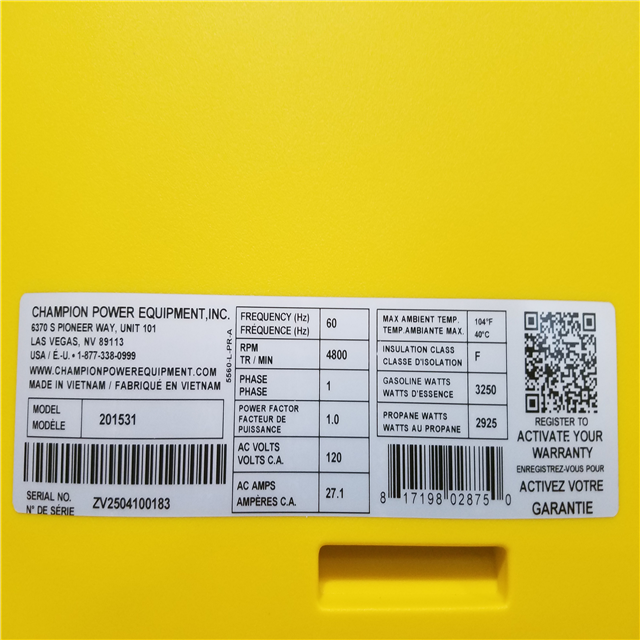 CHAMPION POWER EQUIPMENT,INC.
6370 S PIONEER WAY, UNIT 101
LAS VEGAS, NV 89113
USA / É.-U. • 1-877-338-0999
WWW.CHAMPIONPOWEREQUIPMENT.COM
MADE IN VIETNAM / FABRIQUÉ EN VIETNAM
5560-L-PR-A
MODEL
MODÈLE
201531
SERIAL NO.
N° DE SÉRIE
ZV2504100183
FREQUENCY (Hz)
FRÉQUENCE (Hz)
60
RPM
TR / MIN
4800
PHASE
PHASE
1
POWER FACTOR
FACTEUR DE
PUISSANCE
1.0
AC VOLTS
VOLTS C.A.
120
AC AMPS
AMPÈRES C.A.
27.1
MAX AMBIENT TEMP.
TEMP.AMBIANTE MAX.
104°F
40°C
INSULATION CLASS
CLASSE D'ISOLATION
F
GASOLINE WATTS
WATTS D'ESSENCE
3250
PROPANE WATTS
WATTS AU PROPANE
2925
8 17198 02875 0
REGISTER TO
ACTIVATE YOUR
WARRANTY
ENREGISTREZ-VOUS POUR
ACTIVEZ VOTRE
GARANTIE